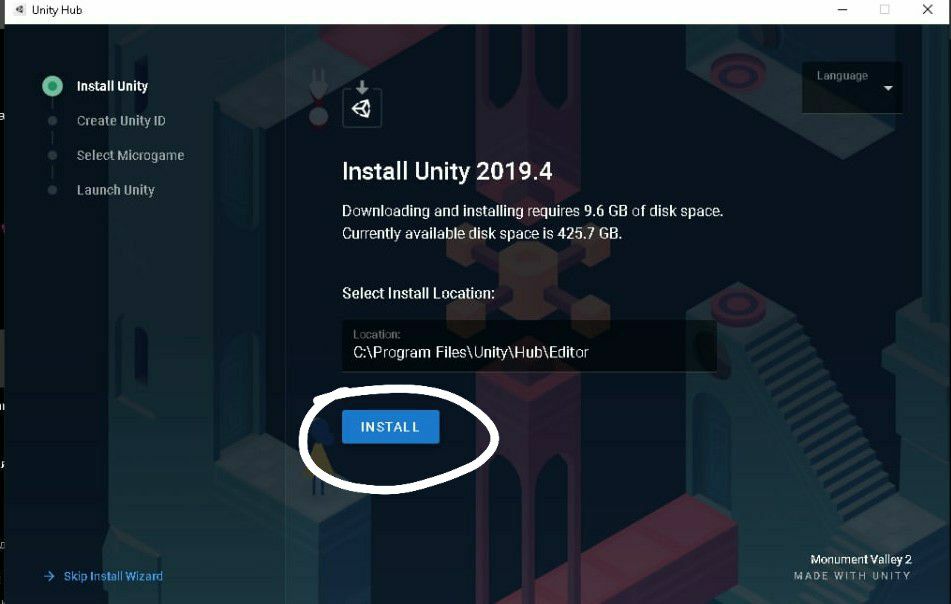 Unity Hub
Install Unity
Create Unity ID
Select Microgame
Launch Unity
Language
Install Unity 2019.4
Downloading and installing requires 9.6 GB of disk space.
Currently available disk space is 425.7 GB.
Select Install Location:
Location:
C:\Program Files\Unity\Hub\Editor
INSTALL
Skip Install Wizard
Monument Valley 2
MADE WITH UNITY